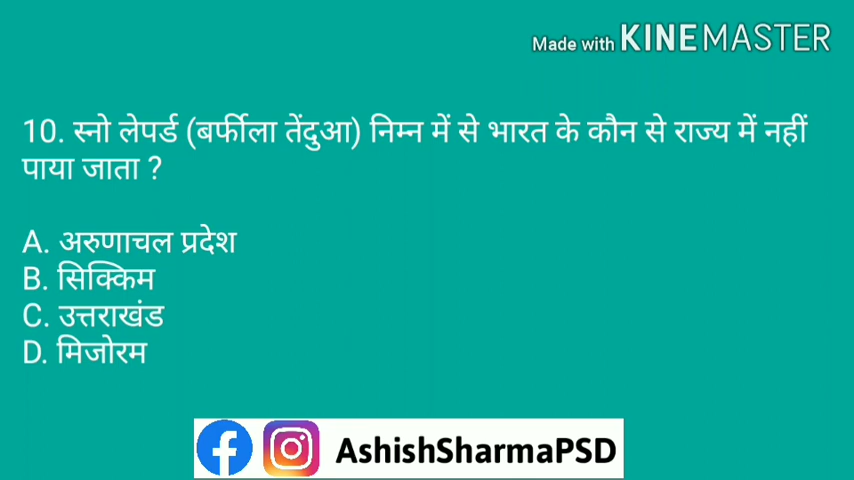 Made with KINEMASTER
10. स्नो लेपर्ड (बर्फीला तेंदुआ) निम्न में से भारत के कौन से राज्य में नहीं
पाया जाता ?
A. अरुणाचल प्रदेश
B. सिक्किम
C. उत्तराखंड
D. मिजोरम
AshishSharmaPSD